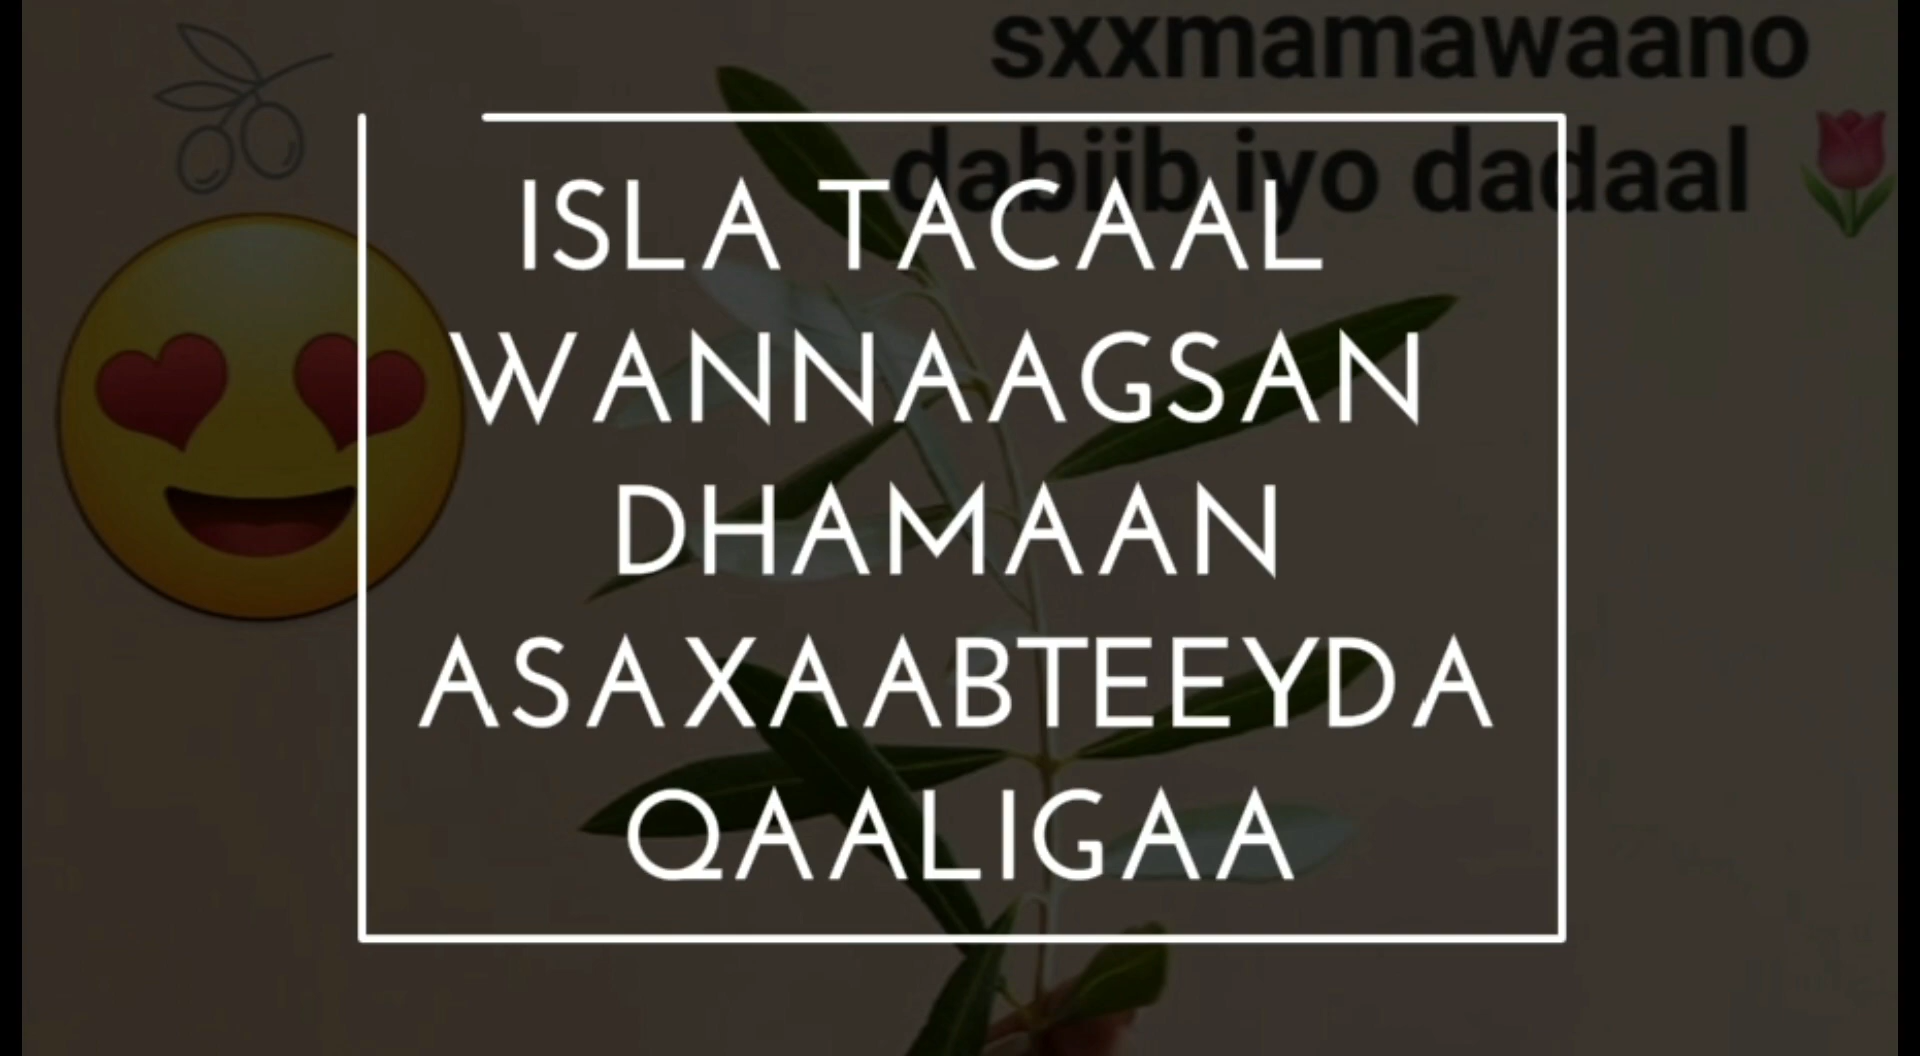 sxxmamawaano
dabiib iyo dadaal 🌷
ISLA TACAAL
WANNAAGSAN
DHAMAAN
ASAXAABTEEYDA
QAALIGAA